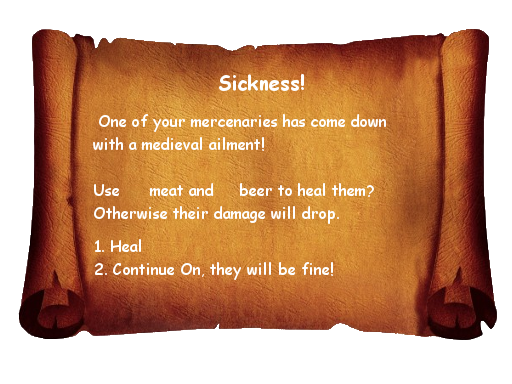 Sickness!
One of your mercenaries has come down
with a medieval ailment!
Use meat and beer to heal them?
Otherwise their damage will drop.
1. Heal
2. Continue On, they will be fine!